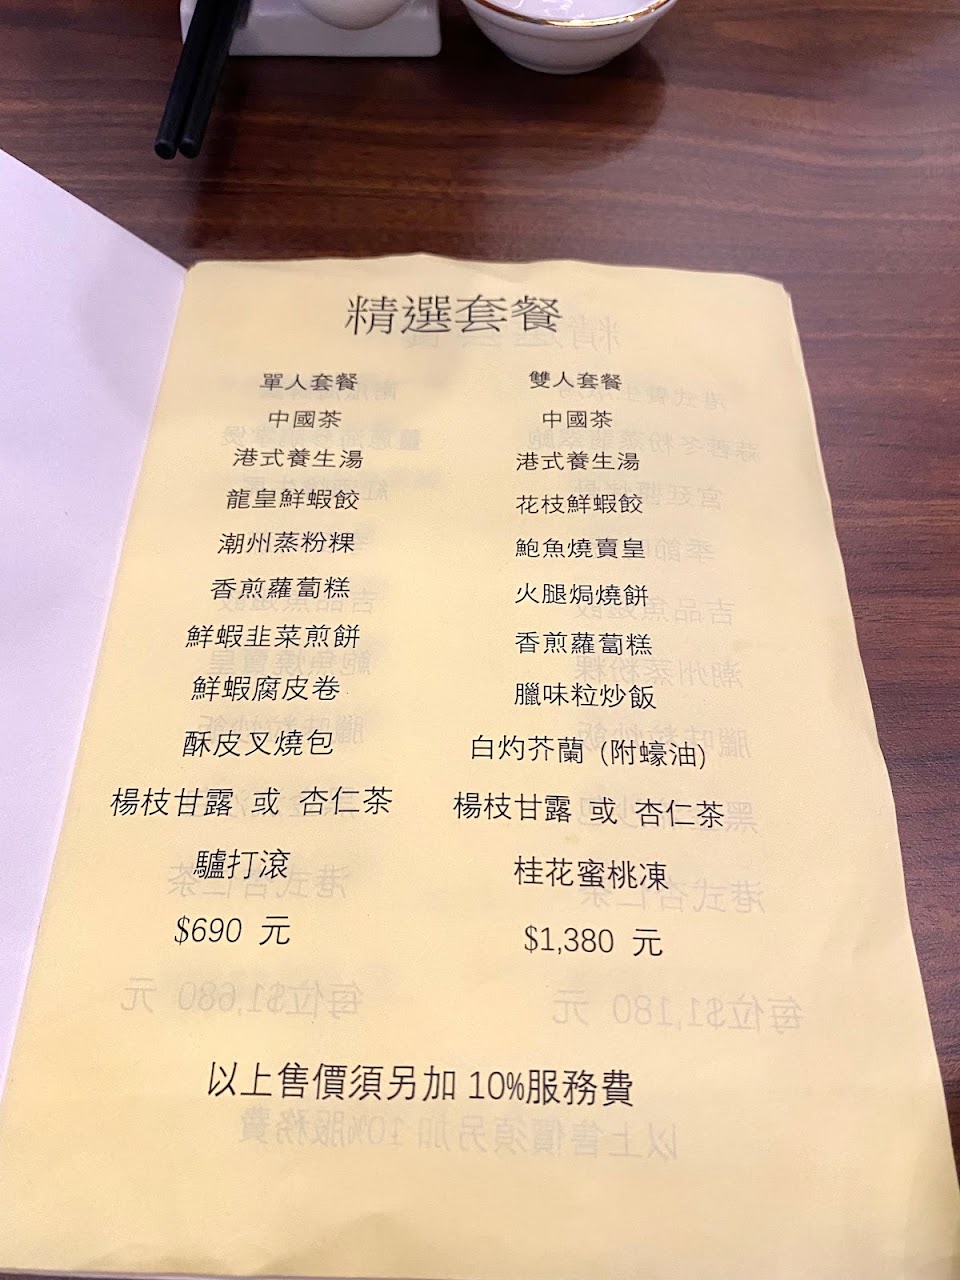 精選套餐
單人套餐
中國茶
港式養生湯
龍皇鮮蝦餃
潮州蒸粉粿
香煎蘿蔔糕
鮮蝦韭菜煎餅
鮮蝦腐皮卷
酥皮叉燒包
楊枝甘露 或 杏仁茶
驢打滾
$690 元
雙人套餐
中國茶
港式養生湯
花枝鮮蝦餃
鮑魚燒賣皇
火腿焗燒餅
香煎蘿蔔糕
臘味粒炒飯
白灼芥蘭 (附蠔油)
楊枝甘露 或 杏仁茶
桂花蜜桃凍
$1,380 元
以上售價須另加 10%服務費